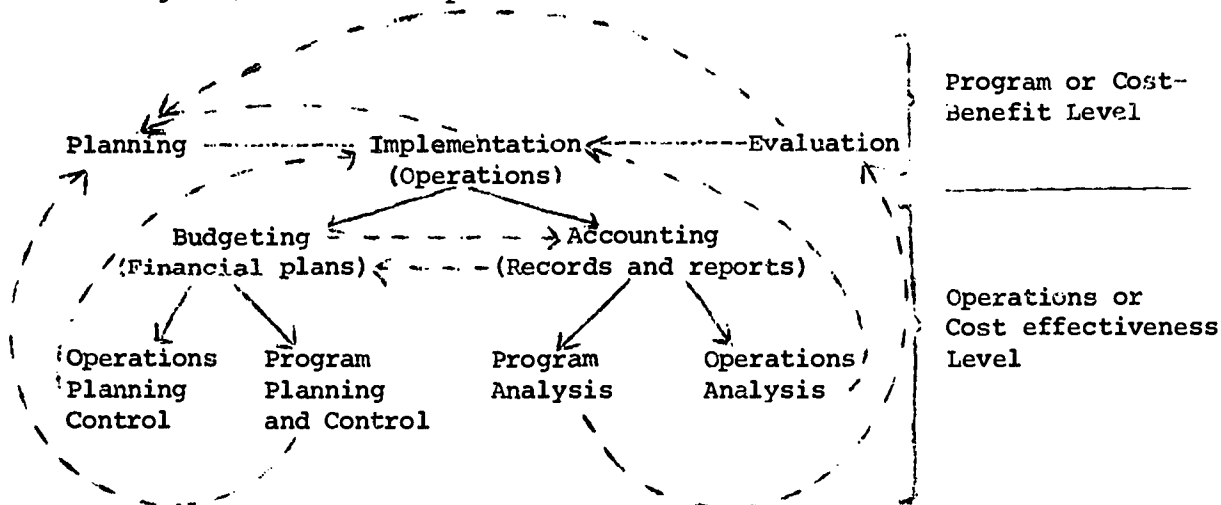 Program or Cost-
Benefit Level
Planning Implementation Evaluation
(Operations)
Budgeting Accounting
(Financial plans) (Records and reports)
Operations or
Cost effectiveness
Level
Operations Program Program Operations
Planning Planning Analysis Analysis
Control and Control